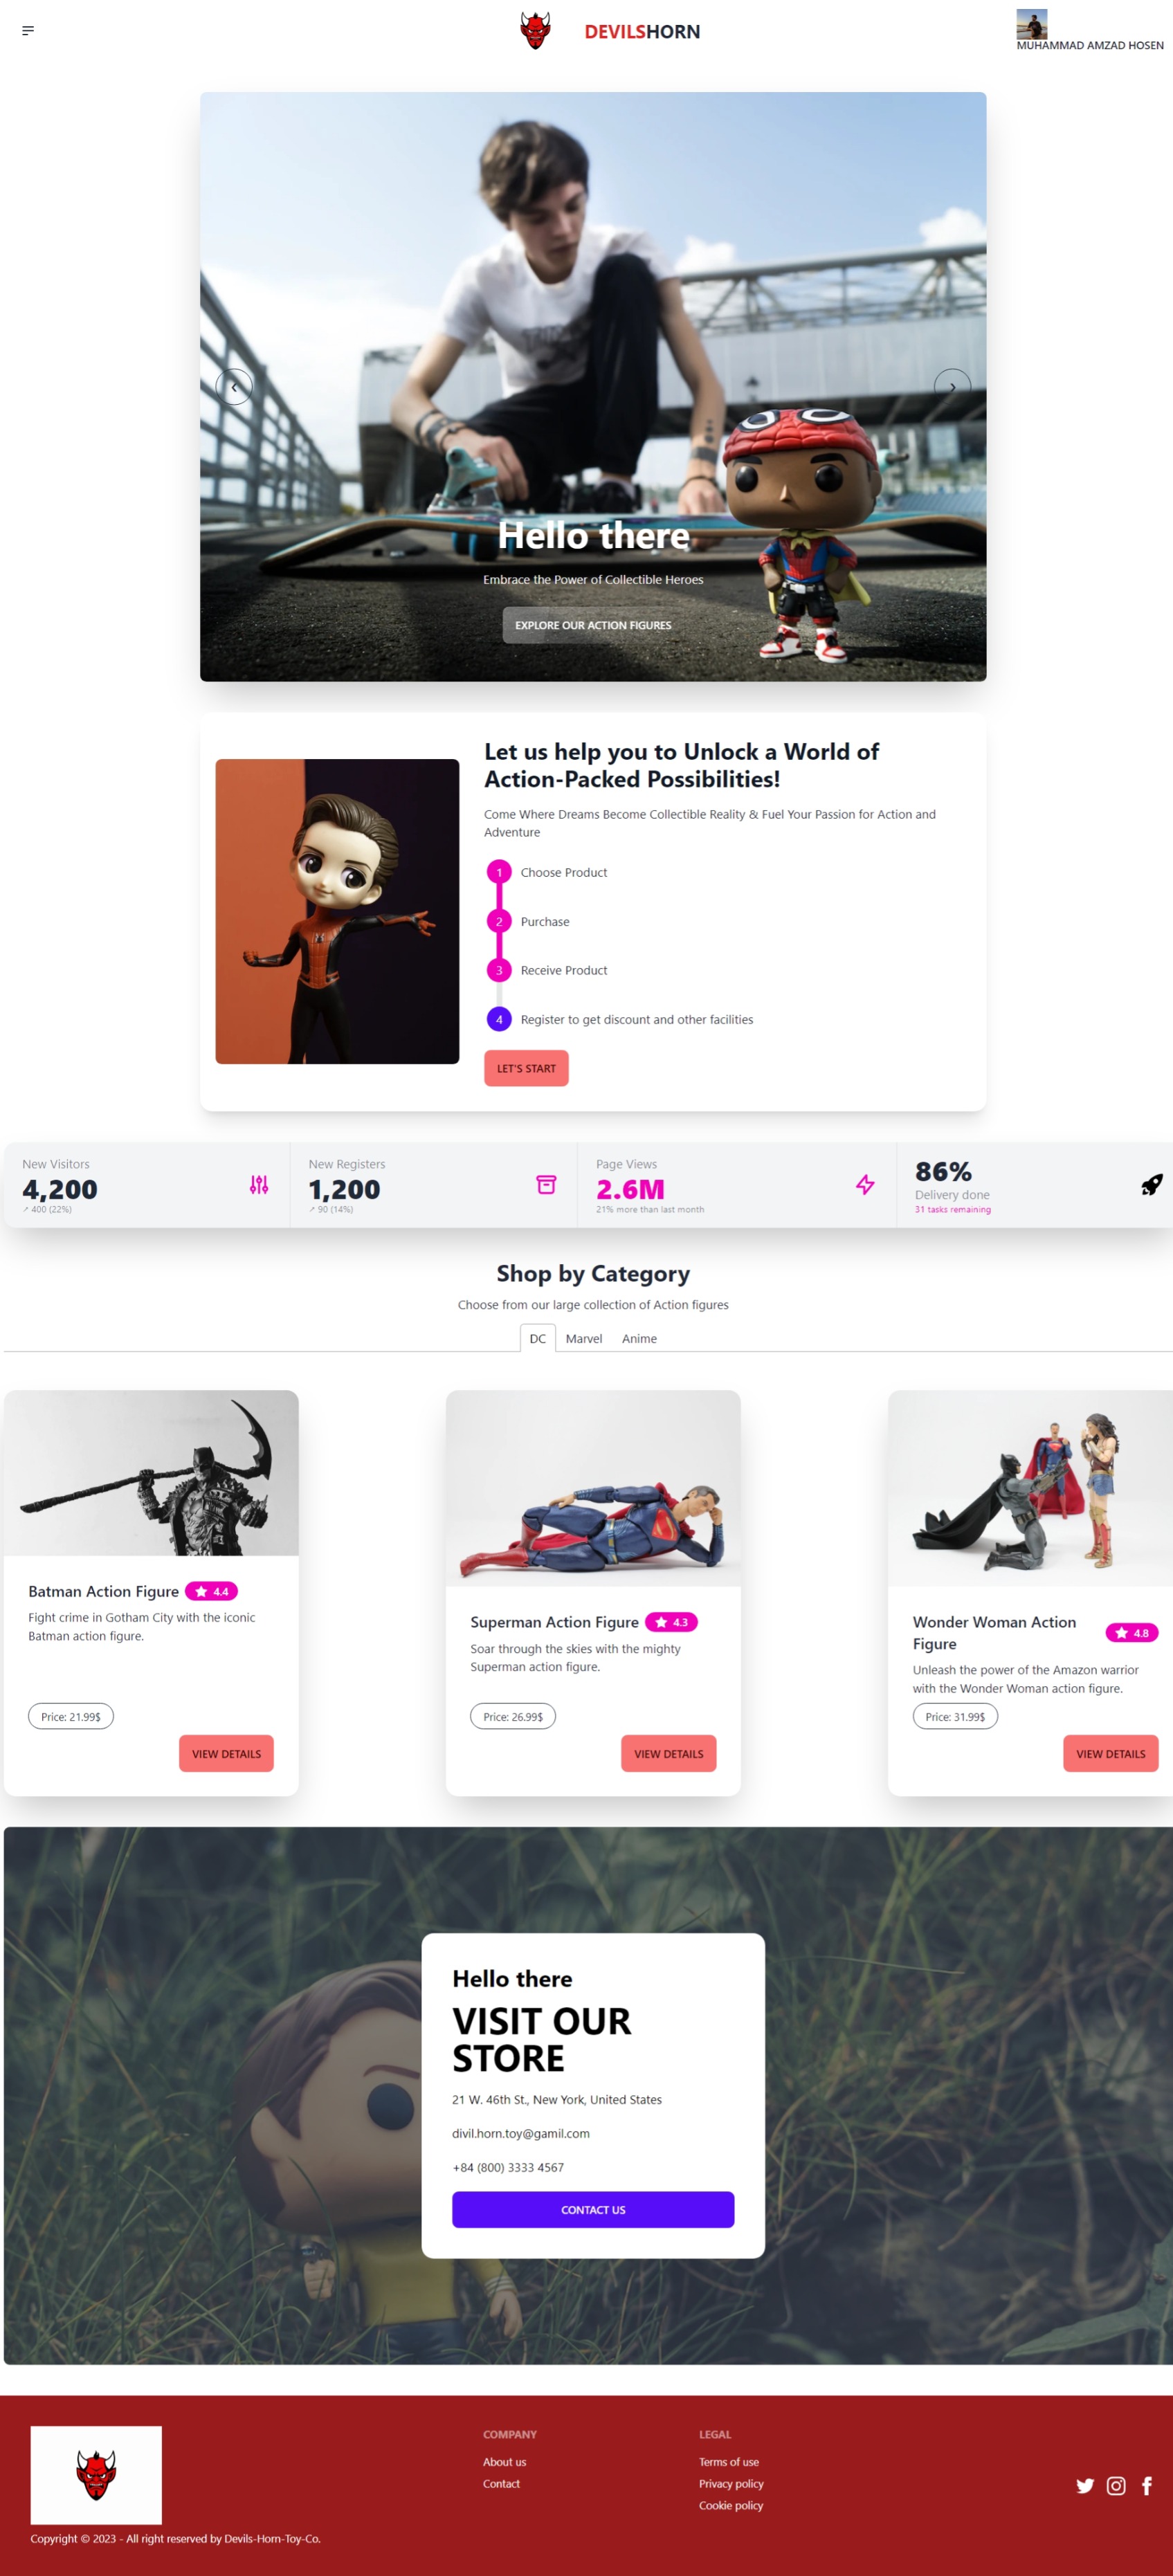 DEVILSHORN
MUHAMMAD AMZAD HOSEN
Hello there
Embrace the Power of Collectible Heroes
EXPLORE OUR ACTION FIGURES
Let us help you to Unlock a World of
Action-Packed Possibilities!
Come Where Dreams Become Collectible Reality & Fuel Your Passion for Action and
Adventure
1 Choose Product
2 Purchase
3 Receive Product
4 Register to get discount and other facilities
LET'S START
New Visitors
4,200
↗︎ 400 (22%)
New Registers
1,200
↗︎ 90 (14%)
Page Views
2.6M
21% more than last month
86%
Delivery done
31 tasks remaining
Shop by Category
Choose from our large collection of Action figures
DC Marvel Anime
Batman Action Figure 4.4
Fight crime in Gotham City with the iconic
Batman action figure.
Price: 21.99$
VIEW DETAILS
Superman Action Figure 4.3
Soar through the skies with the mighty
Superman action figure.
Price: 26.99$
VIEW DETAILS
Wonder Woman Action
Figure 4.8
Unleash the power of the Amazon warrior
with the Wonder Woman action figure.
Price: 31.99$
VIEW DETAILS
Hello there
VISIT OUR
STORE
21 W. 46th St., New York, United States
divil.horn.toy@gamil.com
+84 (800) 3333 4567
CONTACT US
Copyright © 2023 - All right reserved by Devils-Horn-Toy-Co.
COMPANY
About us
Contact
LEGAL
Terms of use
Privacy policy
Cookie policy